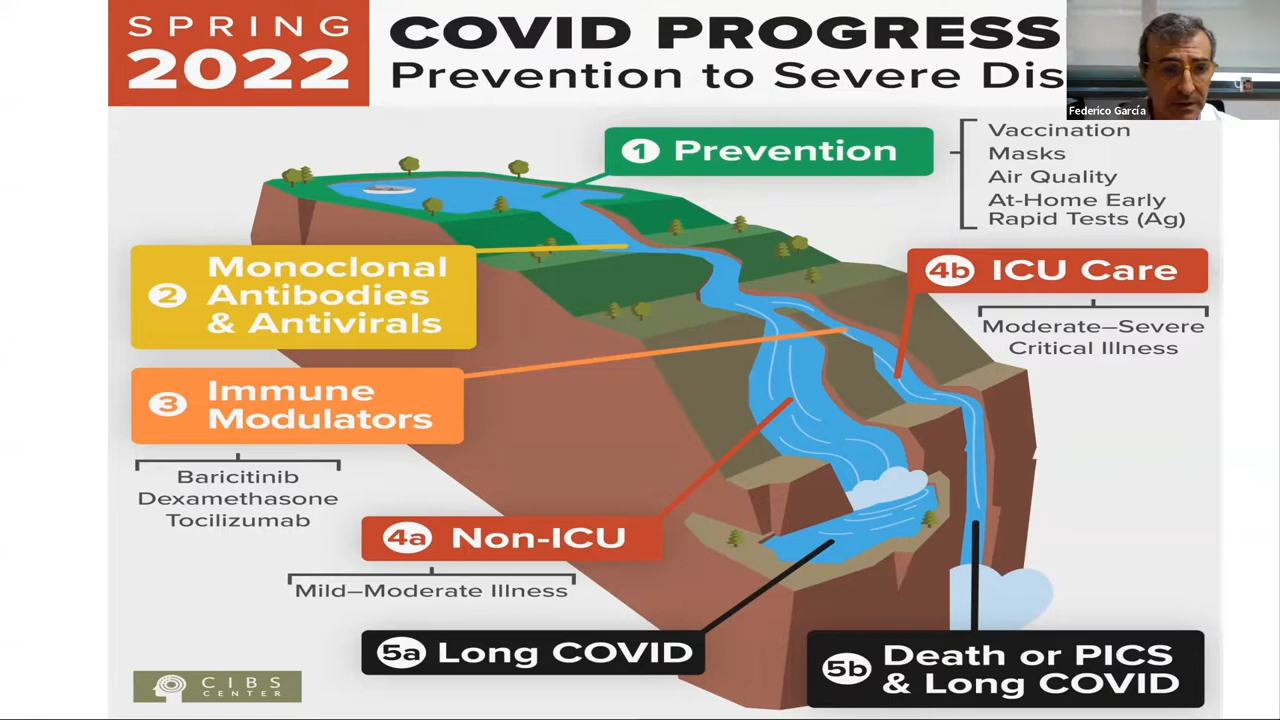 SPRING
2022
COVID PROGRESS
Prevention to Severe Dis
Federico García
1 Prevention
Vaccination
Masks
Air Quality
At-Home Early
Rapid Tests (Ag)
2 Monoclonal
Antibodies
& Antivirals
4b ICU Care
Moderate–Severe
Critical Illness
3 Immune
Modulators
Baricitinib
Dexamethasone
Tocilizumab
4a Non-ICU
Mild–Moderate Illness
5a Long COVID
5b Death or PICS
& Long COVID
CIBS
CENTER